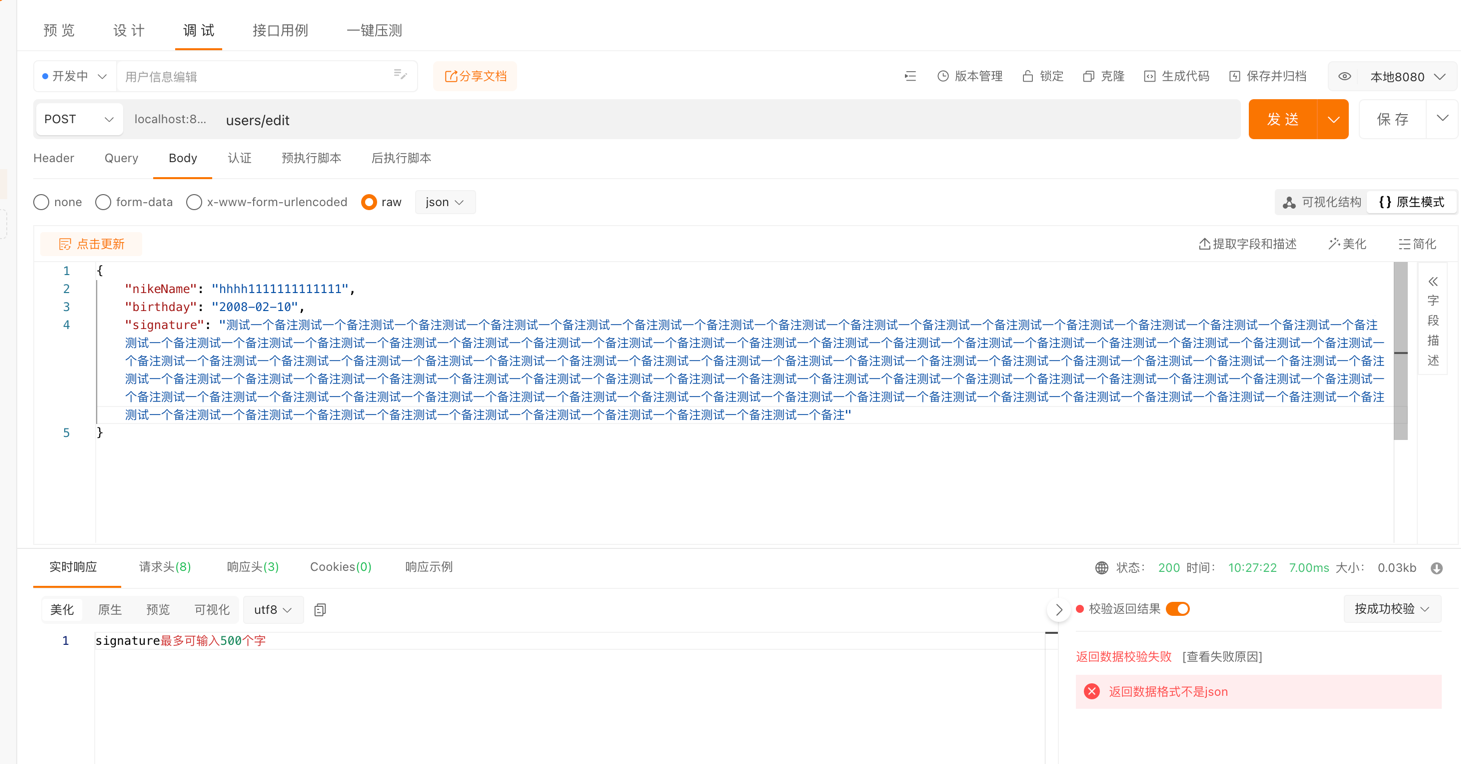 预 览
设 计
调 试
接口用例
一键压测
开发中
用户信息编辑
分享文档
版本管理
锁定
克隆
生成代码
保存并归档
本地8080
POST
localhost:8...
users/edit
发 送
保 存
Header
Query
Body
认证
预执行脚本
后执行脚本
none
form-data
x-www-form-urlencoded
raw
json
可视化结构
{} 原生模式
点击更新
提取字段和描述
美化
简化
1 {
2 "nikeName": "hhhh1111111111111",
3 "birthday": "2008-02-10",
4 "signature": "测试一个备注测试一个备注测试一个备注测试一个备注测试一个备注测试一个备注测试一个备注测试一个备注测试一个备注测试一个备注测试一个备注测试一个备注测试一个备注测试一个备注测试一个备注测试一个备注
测试一个备注测试一个备注测试一个备注测试一个备注测试一个备注测试一个备注测试一个备注测试一个备注测试一个备注测试一个备注测试一个备注测试一个备注测试一个备注测试一个备注测试一个备注测试一个备注测试一个备注测试一
个备注测试一个备注测试一个备注测试一个备注测试一个备注测试一个备注测试一个备注测试一个备注测试一个备注测试一个备注测试一个备注测试一个备注测试一个备注测试一个备注测试一个备注测试一个备注测试一个备注测试一个备注
测试一个备注测试一个备注测试一个备注测试一个备注测试一个备注测试一个备注测试一个备注测试一个备注测试一个备注测试一个备注测试一个备注测试一个备注测试一个备注测试一个备注测试一个备注测试一个备注测试一个备注测试一
个备注测试一个备注测试一个备注测试一个备注测试一个备注测试一个备注测试一个备注测试一个备注测试一个备注测试一个备注测试一个备注测试一个备注测试一个备注测试一个备注测试一个备注测试一个备注测试一个备注测试一个备注
测试一个备注测试一个备注测试一个备注测试一个备注测试一个备注测试一个备注测试一个备注测试一个备注测试一个备注测试一个备注"
5 }
字
段
描
述
实时响应
请求头(8)
响应头(3)
Cookies(0)
响应示例
状态: 200 时间: 10:27:22 7.00ms 大小: 0.03kb
美化
原生
预览
可视化
utf8
校验返回结果
按成功校验
1 signature最多可输入500个字
返回数据校验失败 [查看失败原因]
返回数据格式不是json